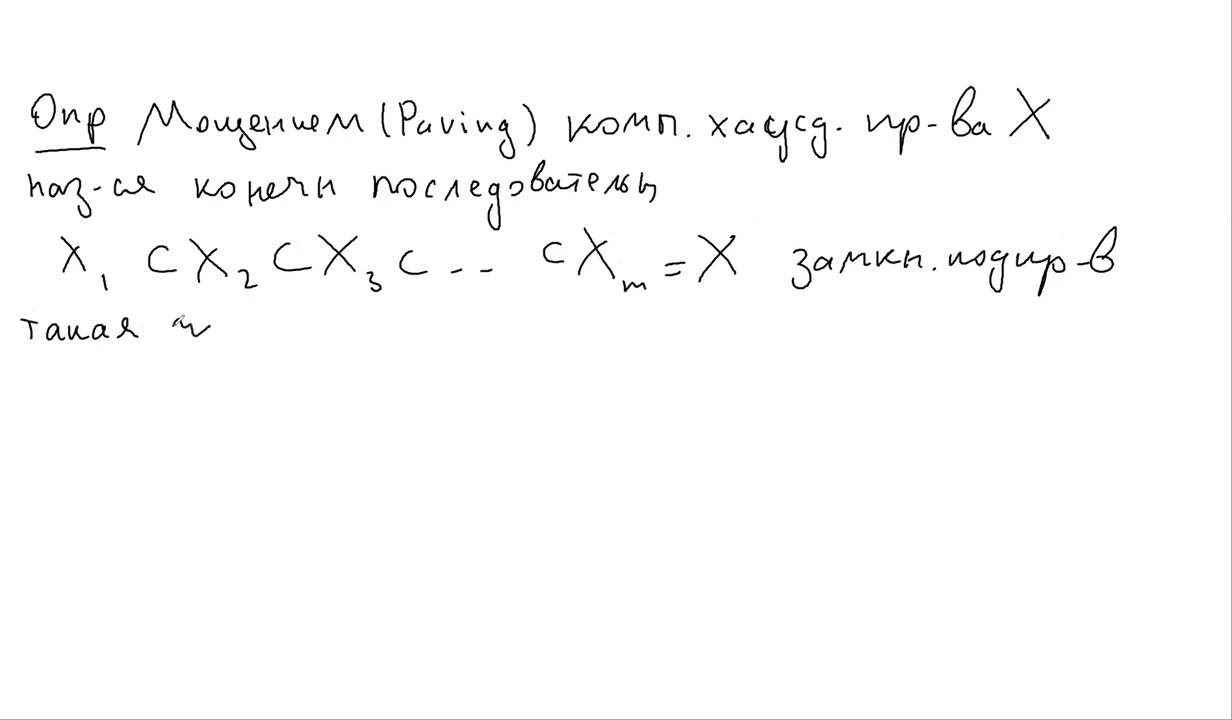 Опр Мощением (Paving) комп. хаусд. пр-ва X
наз-ся конечн последовательн
X₁ ⊂ X₂ ⊂ X₃ ⊂ -- ⊂ Xₘ = X замкн. подпр-в
такая